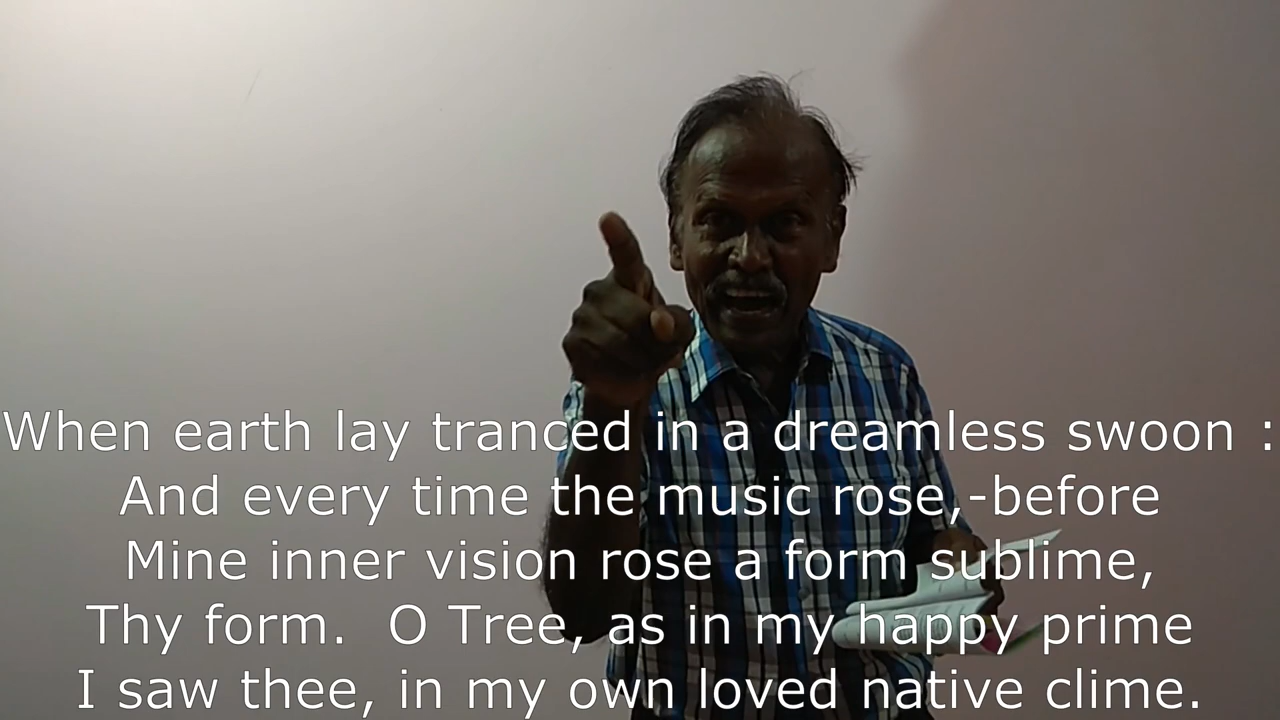 When earth lay tranced in a dreamless swoon :
And every time the music rose,-before
Mine inner vision rose a form sublime,
Thy form.  O Tree, as in my happy prime
I saw thee, in my own loved native clime.